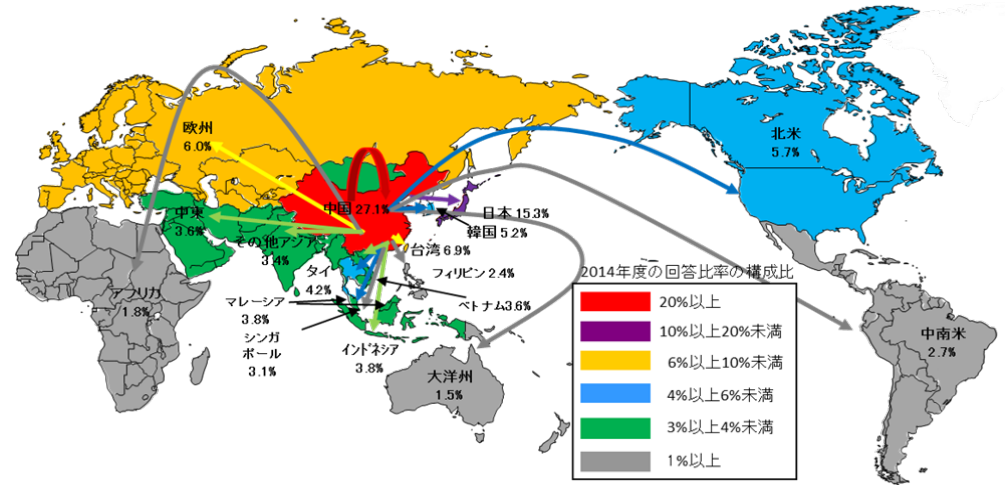 欧州
6.0%
北米
5.7%
中国 27.1%
日本 15.3%
韓国 5.2%
中東
3.6%
その他アジア
3.4%
台湾 6.9%
タイ
4.2%
フィリピン 2.4%
ベトナム3.6%
アフリカ
1.8%
マレーシア
3.8%
シンガ
ポール
3.1%
インドネシア
3.8%
大洋州
1.5%
中南米
2.7%
2014年度の回答比率の構成比
20%以上
10%以上20%未満
6%以上10%未満
4%以上6%未満
3%以上4%未満
1%以上